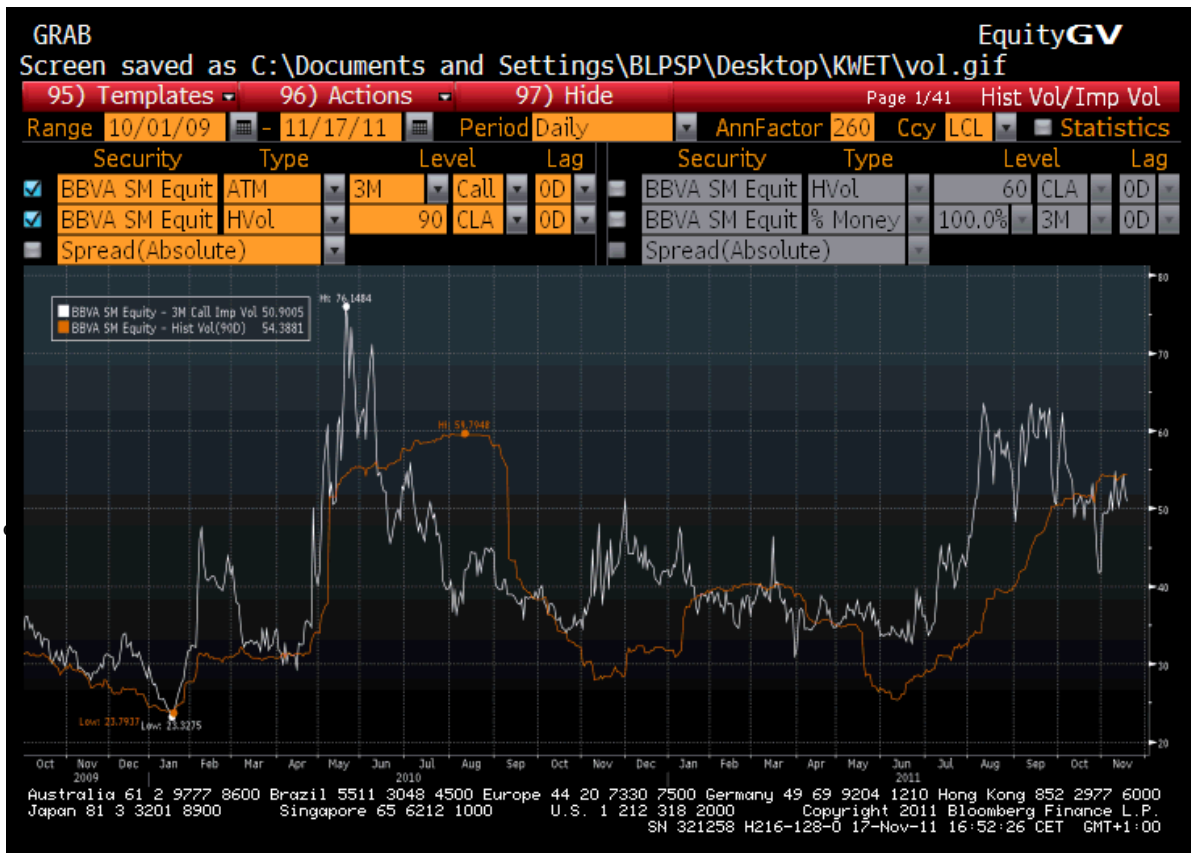 GRAB EquityGV
Screen saved as C:\Documents and Settings\BLPSP\Desktop\KWET\vol.gif
95) Templates 96) Actions 97) Hide Page 1/41 Hist Vol/Imp Vol
Range 10/01/09 - 11/17/11 Period Daily AnnFactor 260 Ccy LCL Statistics
Security Type Level Lag Security Type Level Lag
BBVA SM Equit ATM 3M Call 0D BBVA SM Equit HVol 60 CLA 0D
BBVA SM Equit HVol 90 CLA 0D BBVA SM Equit % Money 100.0% 3M 0D
Spread(Absolute) Spread(Absolute)
80
Hi: 76.1484
BBVA SM Equity - 3M Call Imp Vol 50.9005
BBVA SM Equity - Hist Vol(90D) 54.3881
70
Hi: 59.7948
60
50
40
30
Low: 23.7937 Low: 23.3275
20
Oct Nov Dec Jan Feb Mar Apr May Jun Jul Aug Sep Oct Nov Dec Jan Feb Mar Apr May Jun Jul Aug Sep Oct Nov
2009 2010 2011
Australia 61 2 9777 8600 Brazil 5511 3048 4500 Europe 44 20 7330 7500 Germany 49 69 9204 1210 Hong Kong 852 2977 6000
Japan 81 3 3201 8900 Singapore 65 6212 1000 U.S. 1 212 318 2000 Copyright 2011 Bloomberg Finance L.P.
SN 321258 H216-128-0 17-Nov-11 16:52:26 CET GMT+1:00